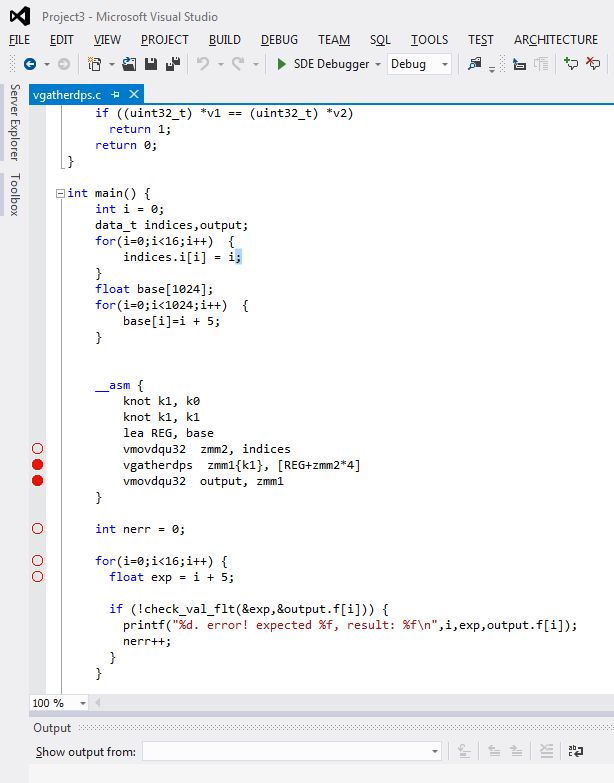 Project3 - Microsoft Visual Studio
FILE EDIT VIEW PROJECT BUILD DEBUG TEAM SQL TOOLS TEST ARCHITECTURE
SDE Debugger Debug
Server Explorer
Toolbox
vgatherdps.c
if ((uint32_t) *v1 == (uint32_t) *v2)
return 1;
return 0;
}
int main() {
int i = 0;
data_t indices,output;
for(i=0;i<16;i++) {
indices.i[i] = i;
}
float base[1024];
for(i=0;i<1024;i++) {
base[i]=i + 5;
}
__asm {
knot k1, k0
knot k1, k1
lea REG, base
vmovdqu32 zmm2, indices
vgatherdps zmm1{k1}, [REG+zmm2*4]
vmovdqu32 output, zmm1
}
int nerr = 0;
for(i=0;i<16;i++) {
float exp = i + 5;
if (!check_val_flt(&exp,&output.f[i])) {
printf("%d. error! expected %f, result: %f\n",i,exp,output.f[i]);
nerr++;
}
}
100 %
Output
Show output from: